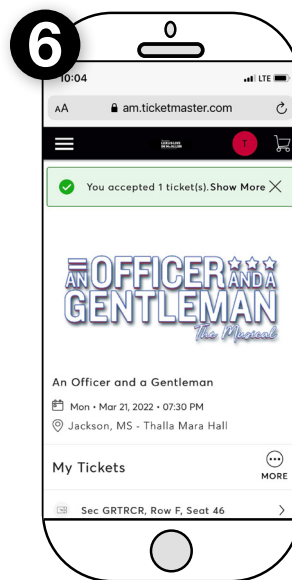 6
10:04
LTE
AA am.ticketmaster.com
T
You accepted 1 ticket(s). Show More
AN OFFICER AND A
GENTLEMAN
The Musical
An Officer and a Gentleman
Mon • Mar 21, 2022 • 07:30 PM
Jackson, MS - Thalla Mara Hall
My Tickets
MORE
Sec GRTRCR, Row F, Seat 46